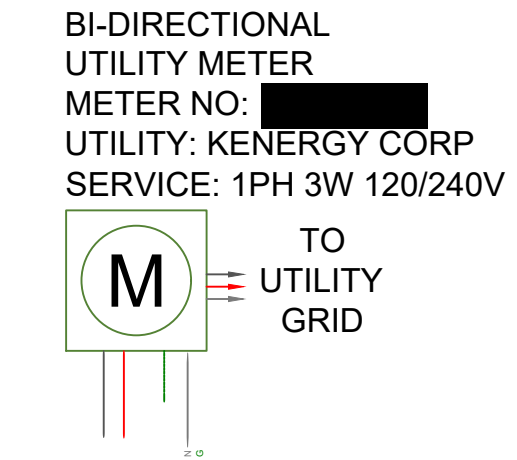 BI-DIRECTIONAL
UTILITY METER
METER NO:
UTILITY: KENERGY CORP
SERVICE: 1PH 3W 120/240V
M
TO
UTILITY
GRID
N
G